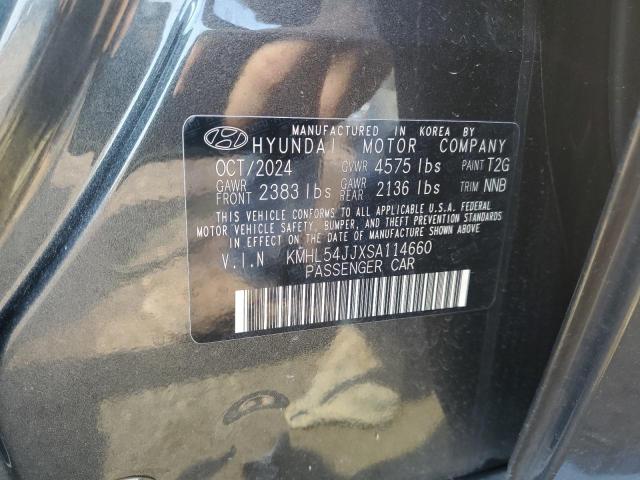 MANUFACTURED IN KOREA BY
HYUNDAI MOTOR COMPANY
OCT/2024 GVWR 4575 lbs PAINT T2G
GAWR FRONT 2383 lbs GAWR REAR 2136 lbs TRIM NNB
THIS VEHICLE CONFORMS TO ALL APPLICABLE U.S.A. FEDERAL
MOTOR VEHICLE SAFETY, BUMPER, AND THEFT PREVENTION STANDARDS
IN EFFECT ON THE DATE OF MANUFACTURE SHOWN ABOVE.
V.I.N KMHL54JJXSA114660
PASSENGER CAR